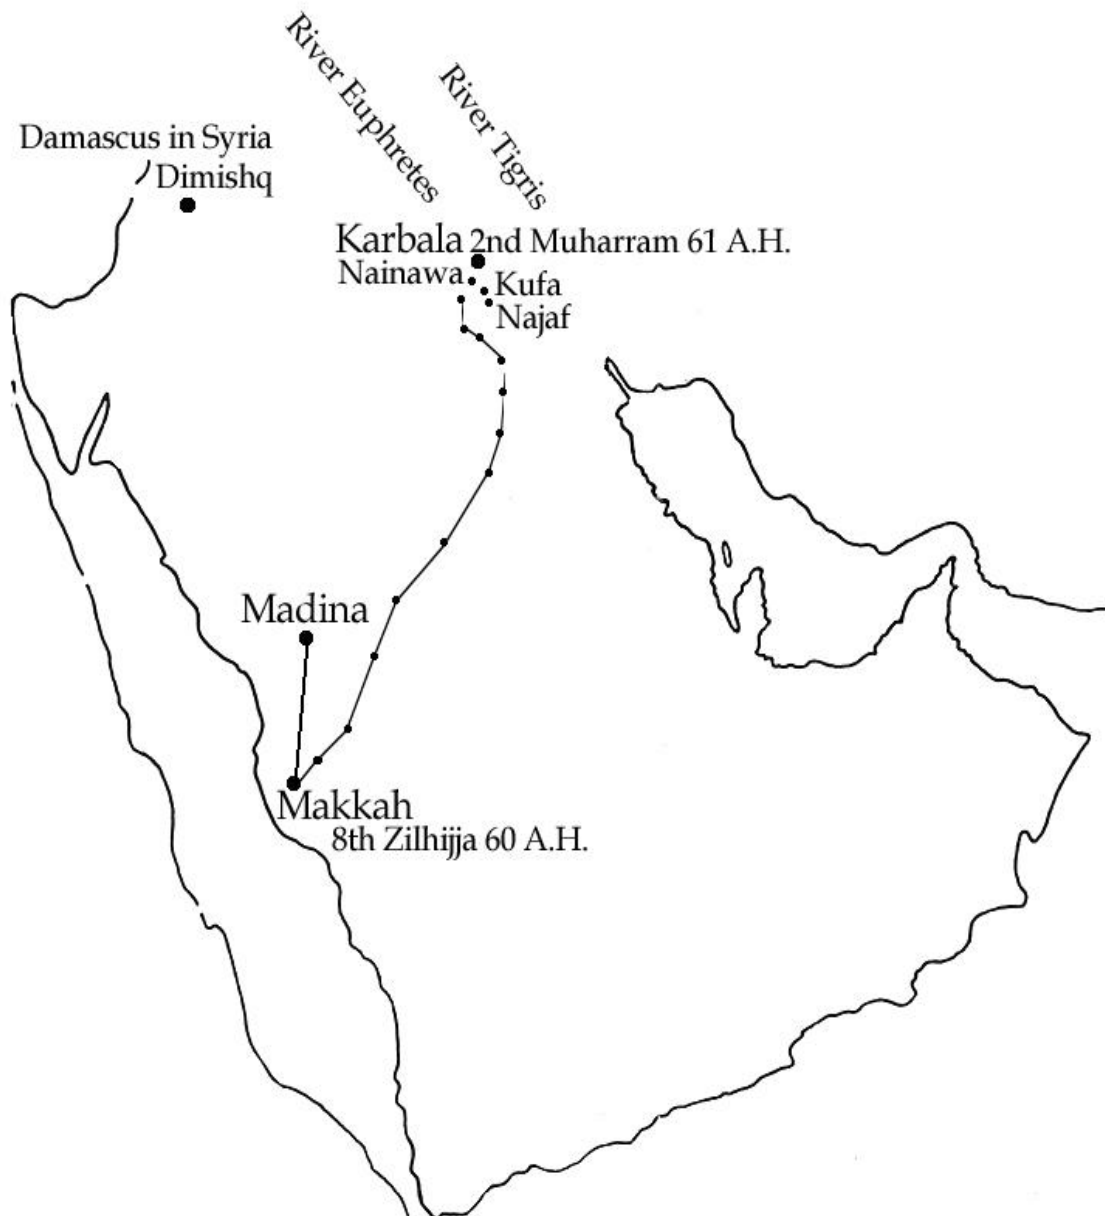 River Euphretes
River Tigris
Damascus in Syria
Dimishq
Karbala 2nd Muharram 61 A.H.
Nainawa
Kufa
Najaf
Madina
Makkah
8th Zilhijja 60 A.H.